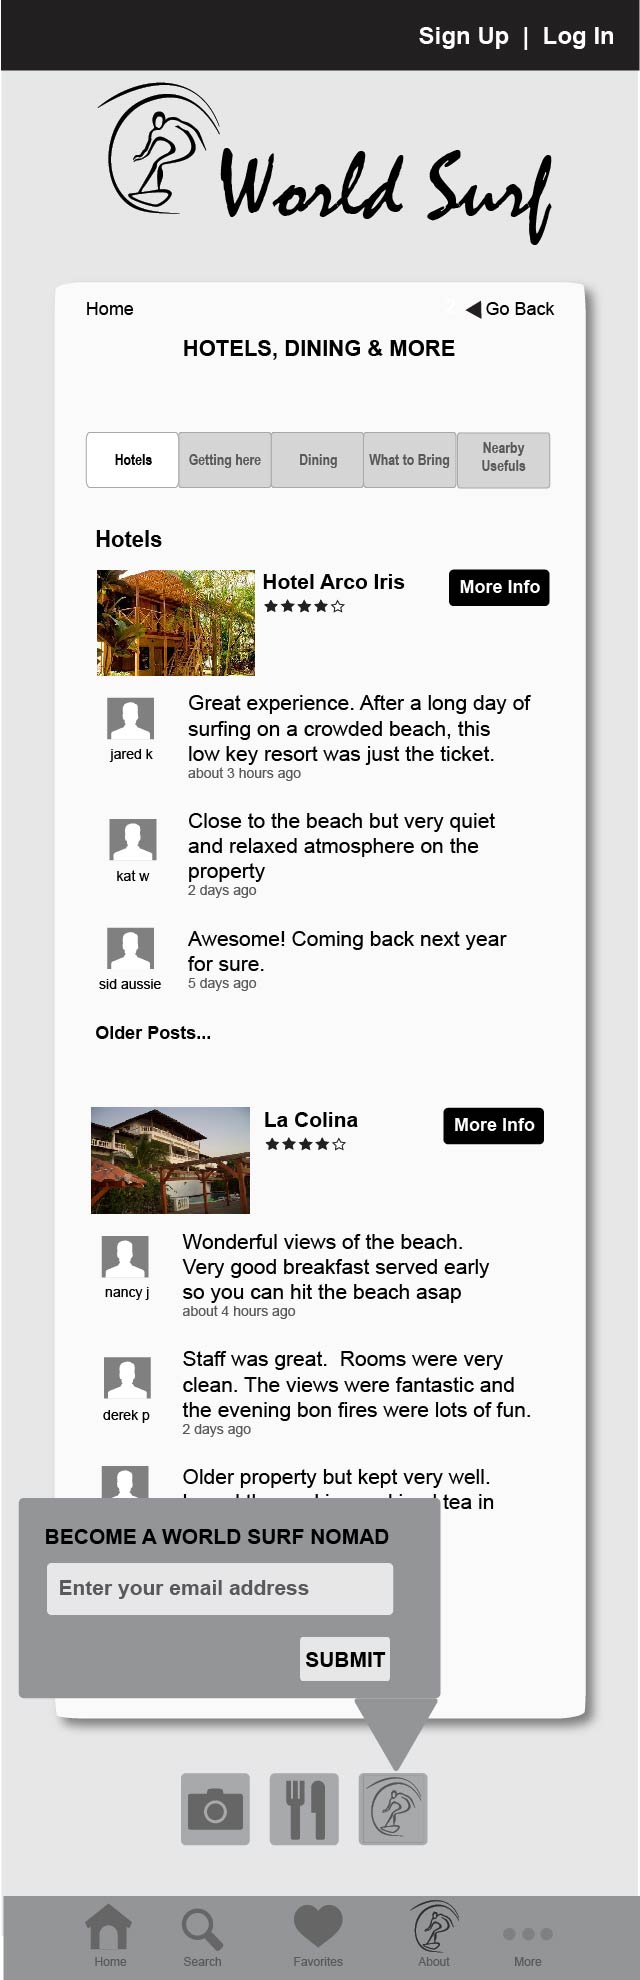 Sign Up | Log In
World Surf
Home
Go Back
HOTELS, DINING & MORE
Hotels
Getting here
Dining
What to Bring
Nearby
Usefuls
Hotels
Hotel Arco Iris
More Info
Great experience. After a long day of
surfing on a crowded beach, this
low key resort was just the ticket.
jared k
about 3 hours ago
Close to the beach but very quiet
and relaxed atmosphere on the
property
kat w
2 days ago
Awesome! Coming back next year
for sure.
sid aussie
5 days ago
Older Posts...
La Colina
More Info
Wonderful views of the beach.
Very good breakfast served early
so you can hit the beach asap
nancy j
about 4 hours ago
Staff was great. Rooms were very
clean. The views were fantastic and
the evening bon fires were lots of fun.
derek p
2 days ago
Older property but kept very well.
tea in
BECOME A WORLD SURF NOMAD
Enter your email address
SUBMIT
Home
Search
Favorites
About
More